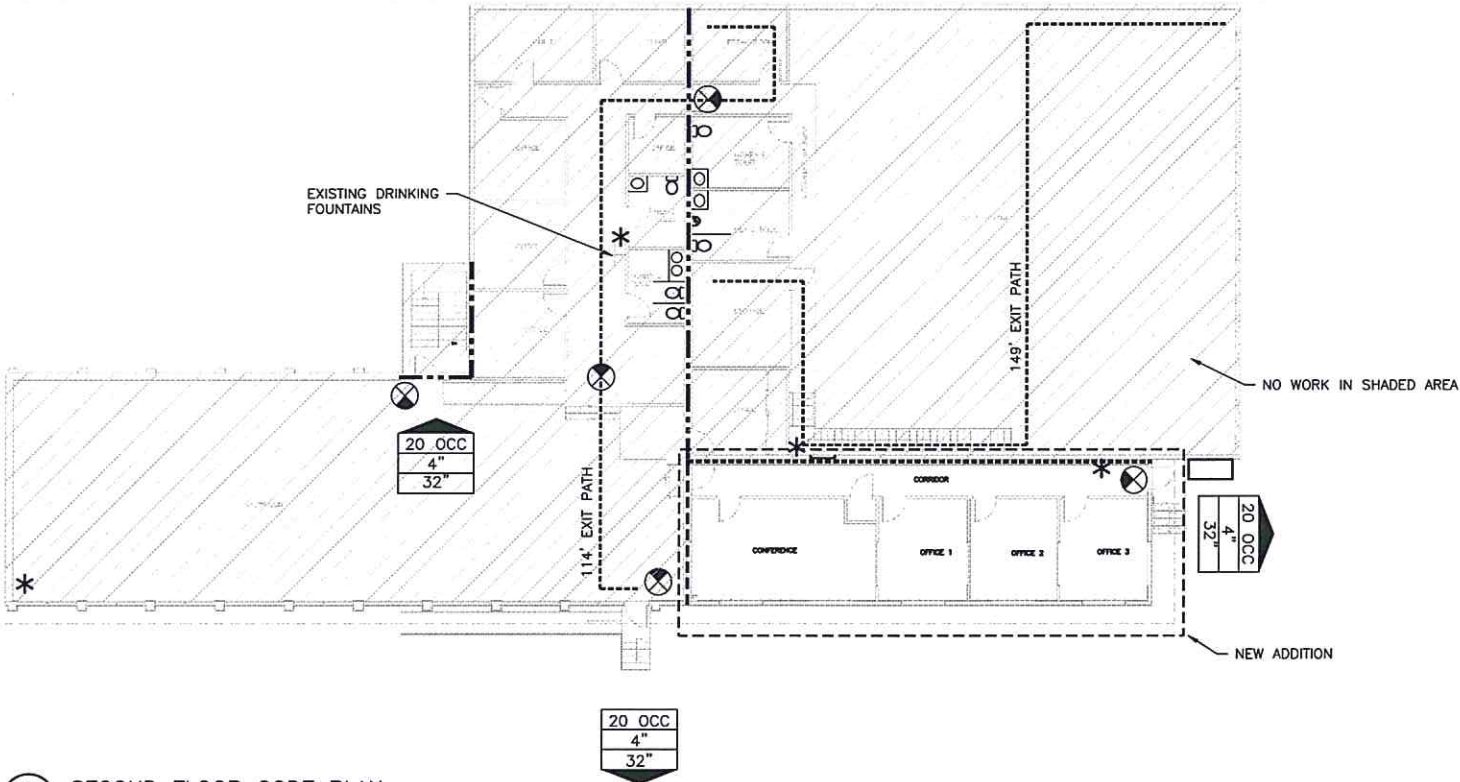 EXISTING DRINKING
FOUNTAINS
149' EXIT PATH
NO WORK IN SHADED AREA
20 OCC
4"
32"
114' EXIT PATH
CORRIDOR
CONFERENCE
OFFICE 1
OFFICE 2
OFFICE 3
20 OCC
4"
32"
NEW ADDITION
20 OCC
4"
32"
SECOND FLOOR CODE PLAN